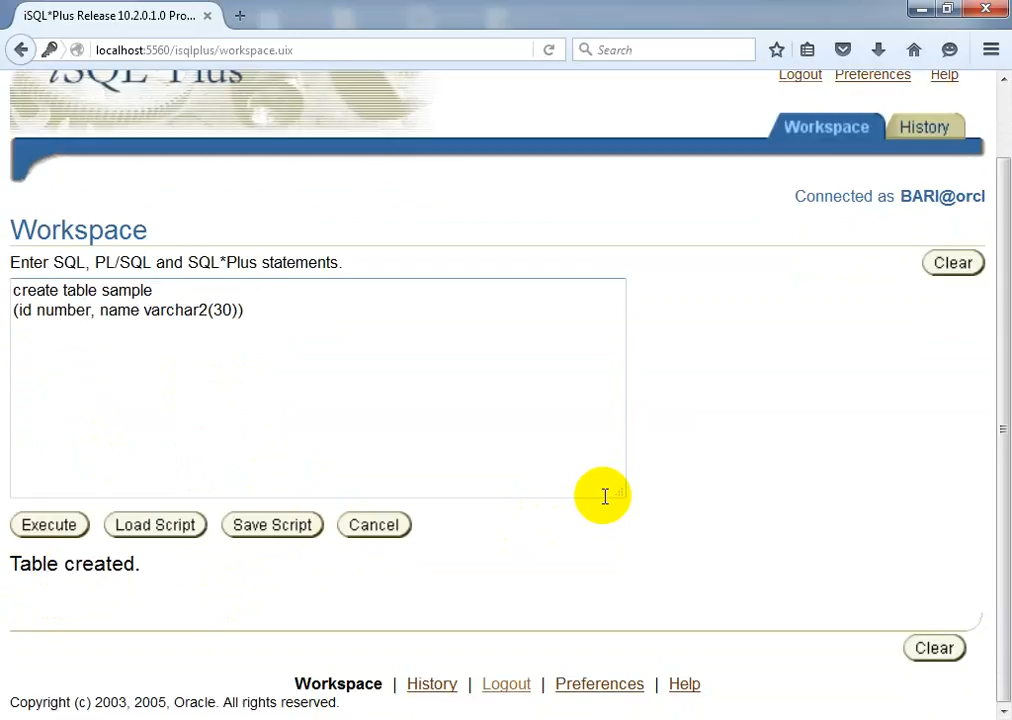 iSQL*Plus Release 10.2.0.1.0 Pro...
localhost:5560/isqlplus/workspace.uix
Search
iSQL*Plus
Logout Preferences Help
Workspace History
Connected as BARI@orcl
Workspace
Enter SQL, PL/SQL and SQL*Plus statements.
Clear
create table sample
(id number, name varchar2(30))
Execute Load Script Save Script Cancel
Table created.
Clear
Workspace | History | Logout | Preferences | Help
Copyright (c) 2003, 2005, Oracle. All rights reserved.